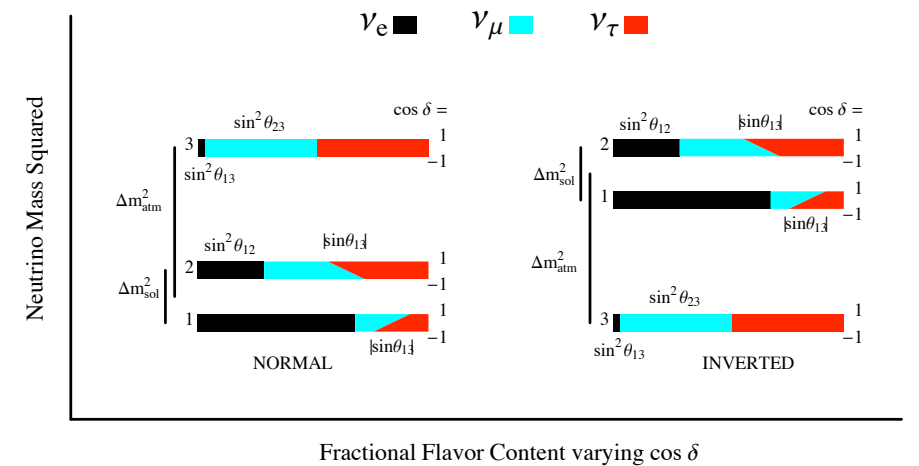 νe νμ ντ
Neutrino Mass Squared
cos δ =
sin²θ23
3
1
−1
sin²θ13
Δm²atm
sin²θ12
|sinθ13|
2
1
−1
Δm²sol
1
1
−1
|sinθ13|
NORMAL
cos δ =
sin²θ12
|sinθ13|
2
1
−1
Δm²sol
1
1
−1
|sinθ13|
Δm²atm
sin²θ23
3
1
−1
sin²θ13
INVERTED
Fractional Flavor Content varying cos δ